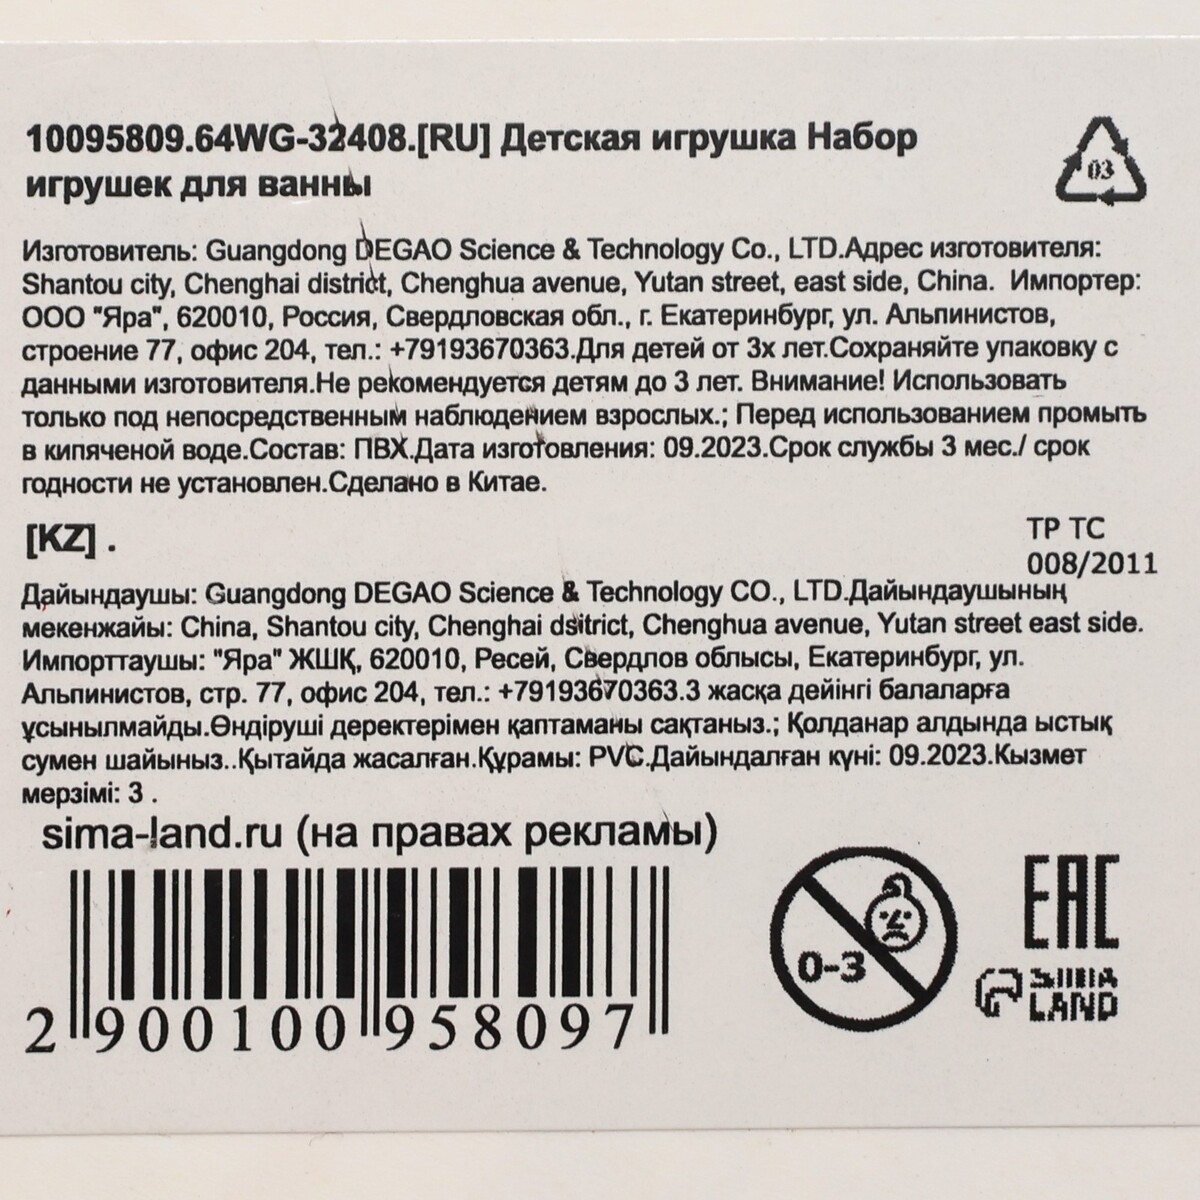 10095809.64WG-32408.[RU] Детская игрушка Набор
игрушек для ванны
03
Изготовитель: Guangdong DEGAO Science & Technology Co., LTD.Адрес изготовителя:
Shantou city, Chenghai district, Chenghua avenue, Yutan street, east side, China. Импортер:
ООО "Яра", 620010, Россия, Свердловская обл., г. Екатеринбург, ул. Альпинистов,
строение 77, офис 204, тел.: +79193670363.Для детей от 3х лет.Сохраняйте упаковку с
данными изготовителя.Не рекомендуется детям до 3 лет. Внимание! Использовать
только под непосредственным наблюдением взрослых.; Перед использованием промыть
в кипяченой воде.Состав: ПВХ.Дата изготовления: 09.2023.Срок службы 3 мес./ срок
годности не установлен.Сделано в Китае.
[KZ] .
ТР ТС
008/2011
Дайындаушы: Guangdong DEGAO Science & Technology CO., LTD.Дайындаушының
мекенжайы: China, Shantou city, Chenghai dsitrict, Chenghua avenue, Yutan street east side.
Импорттаушы: "Яра" ЖШҚ, 620010, Ресей, Свердлов облысы, Екатеринбург, ул.
Альпинистов, стр. 77, офис 204, тел.: +79193670363.3 жасқа дейінгі балаларға
ұсынылмайды.Өндіруші деректерімен қаптаманы сақтаңыз.; Қолданар алдында ыстық
сумен шайыңыз..Қытайда жасалған.Құрамы: PVC.Дайындалған күні: 09.2023.Кызмет
мерзімі: 3 .
sima-land.ru (на правах рекламы)
2 900100 958097
0-3
EAC
SIMA
LAND